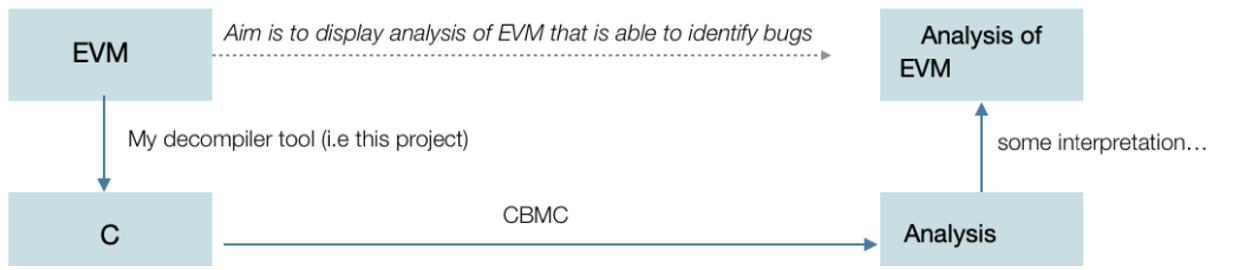 EVM
Aim is to display analysis of EVM that is able to identify bugs
Analysis of
EVM
My decompiler tool (i.e this project)
some interpretation...
C
CBMC
Analysis